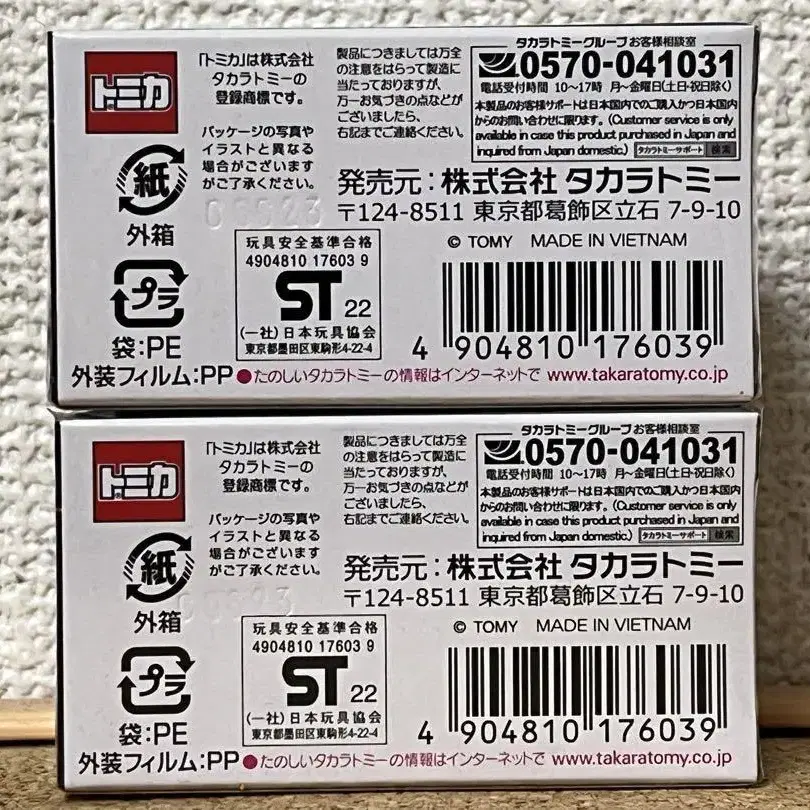 トミカ
「トミカ」は株式会社
タカラトミーの
登録商標です。
パッケージの写真や
イラストと異なる
場合がございます
がご了承ください。
製品につきましては万全
の注意をはらって製造に
当たっておりますが、
万一お気づきの点などが
ございましたら、
右記までご連絡ください。
タカラトミーグループ お客様相談室
0570-041031
電話受付時間 10〜17時 月〜金曜日(土日・祝日除く)
本製品のお客様サポートは日本国内でのご購入かつ日本国内
からのお問い合わせに限ります。(Customer service is only
available in case this product purchased in Japan and
inquired from Japan domestic.) タカラトミーサポート 検索
発売元:株式会社 タカラトミー
〒124-8511 東京都葛飾区立石 7-9-10
© TOMY MADE IN VIETNAM
紙
外箱
プラ
袋:PE
外装フィルム:PP
玩具安全基準合格
4904810 17603 9
ST 22
(一社)日本玩具協会
東京都墨田区東駒形4-22-4
4 904810 176039
●たのしいタカラトミーの情報はインターネットで www.takaratomy.co.jp
トミカ
「トミカ」は株式会社
タカラトミーの
登録商標です。
パッケージの写真や
イラストと異なる
場合がございます
がご了承ください。
製品につきましては万全
の注意をはらって製造に
当たっておりますが、
万一お気づきの点などが
ございましたら、
右記までご連絡ください。
タカラトミーグループ お客様相談室
0570-041031
電話受付時間 10〜17時 月〜金曜日(土日・祝日除く)
本製品のお客様サポートは日本国内でのご購入かつ日本国内
からのお問い合わせに限ります。(Customer service is only
available in case this product purchased in Japan and
inquired from Japan domestic.) タカラトミーサポート 検索
発売元:株式会社 タカラトミー
〒124-8511 東京都葛飾区立石 7-9-10
© TOMY MADE IN VIETNAM
紙
外箱
プラ
袋:PE
外装フィルム:PP
玩具安全基準合格
4904810 17603 9
ST 22
(一社)日本玩具協会
東京都墨田区東駒形4-22-4
4 904810 176039
●たのしいタカラトミーの情報はインターネットで www.takaratomy.co.jp